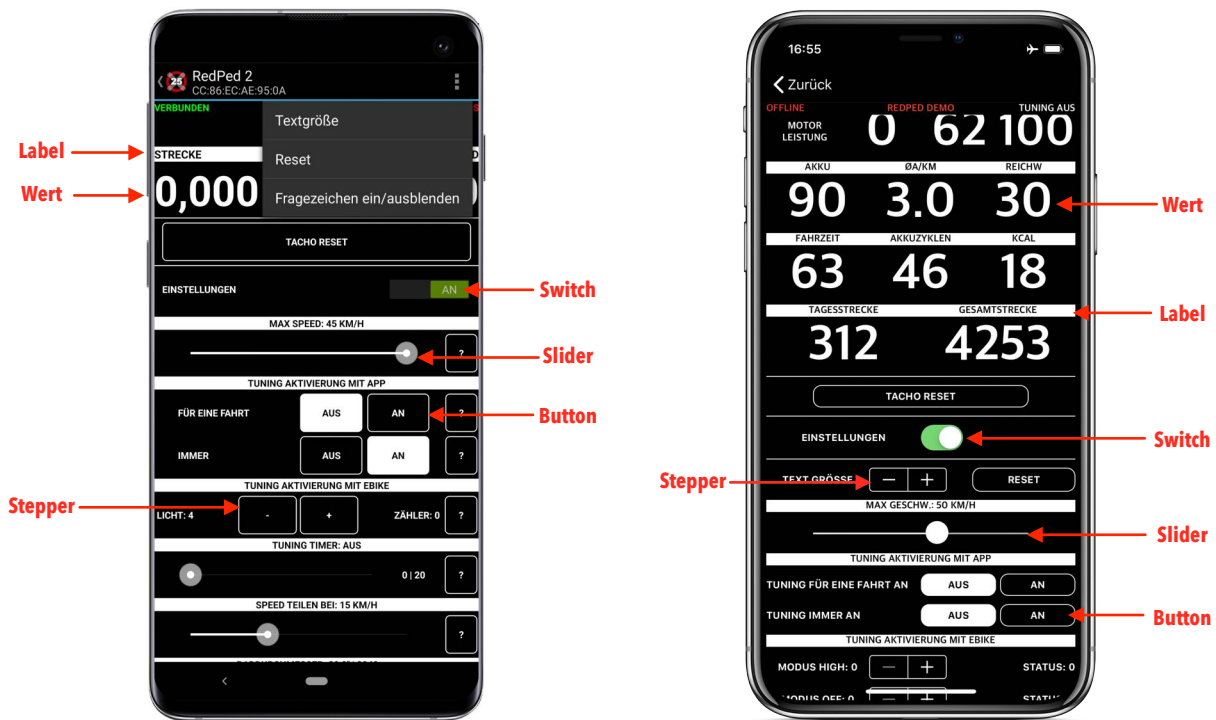 RedPed 2
CC:86:EC:AE:95:0A
VERBUNDEN
Textgröße
Reset
Fragezeichen ein/ausblenden
STRECKE
0,000
TACHO RESET
EINSTELLUNGEN
AN
MAX SPEED: 45 KM/H
?
TUNING AKTIVIERUNG MIT APP
FÜR EINE FAHRT AUS AN ?
IMMER AUS AN ?
TUNING AKTIVIERUNG MIT EBIKE
LICHT: 4 - + ZÄHLER: 0 ?
TUNING TIMER: AUS
0 | 20 ?
SPEED TEILEN BEI: 15 KM/H
?
Label
Wert
Switch
Slider
Button
Stepper
16:55
Zurück
OFFLINE REDPED DEMO TUNING AUS
MOTOR
LEISTUNG
0 62 100
AKKU ØA/KM REICHW
90 3.0 30
FAHRZEIT AKKUZYKLEN KCAL
63 46 18
TAGESSTRECKE GESAMTSTRECKE
312 4253
TACHO RESET
EINSTELLUNGEN
TEXT GRÖSSE — + RESET
MAX GESCHW.: 50 KM/H
TUNING AKTIVIERUNG MIT APP
TUNING FÜR EINE FAHRT AN AUS AN
TUNING IMMER AN AUS AN
TUNING AKTIVIERUNG MIT EBIKE
MODUS HIGH: 0 — + STATUS: 0
MODUS OFF: 0
Wert
Label
Switch
Stepper
Slider
Button